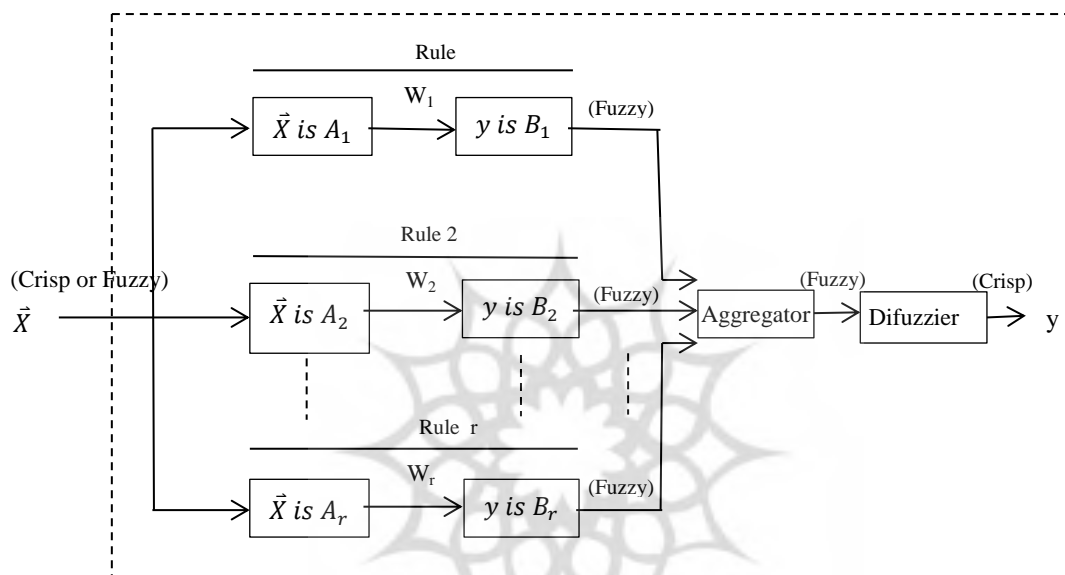 Rule
W₁
(Fuzzy)
X⃗ is A₁
y is B₁
Rule 2
(Crisp or Fuzzy)
W₂
(Fuzzy)
(Fuzzy)
(Crisp)
X⃗
X⃗ is A₂
y is B₂
Aggregator
Difuzzier
y
Rule r
Wᵣ
(Fuzzy)
X⃗ is Aᵣ
y is Bᵣ